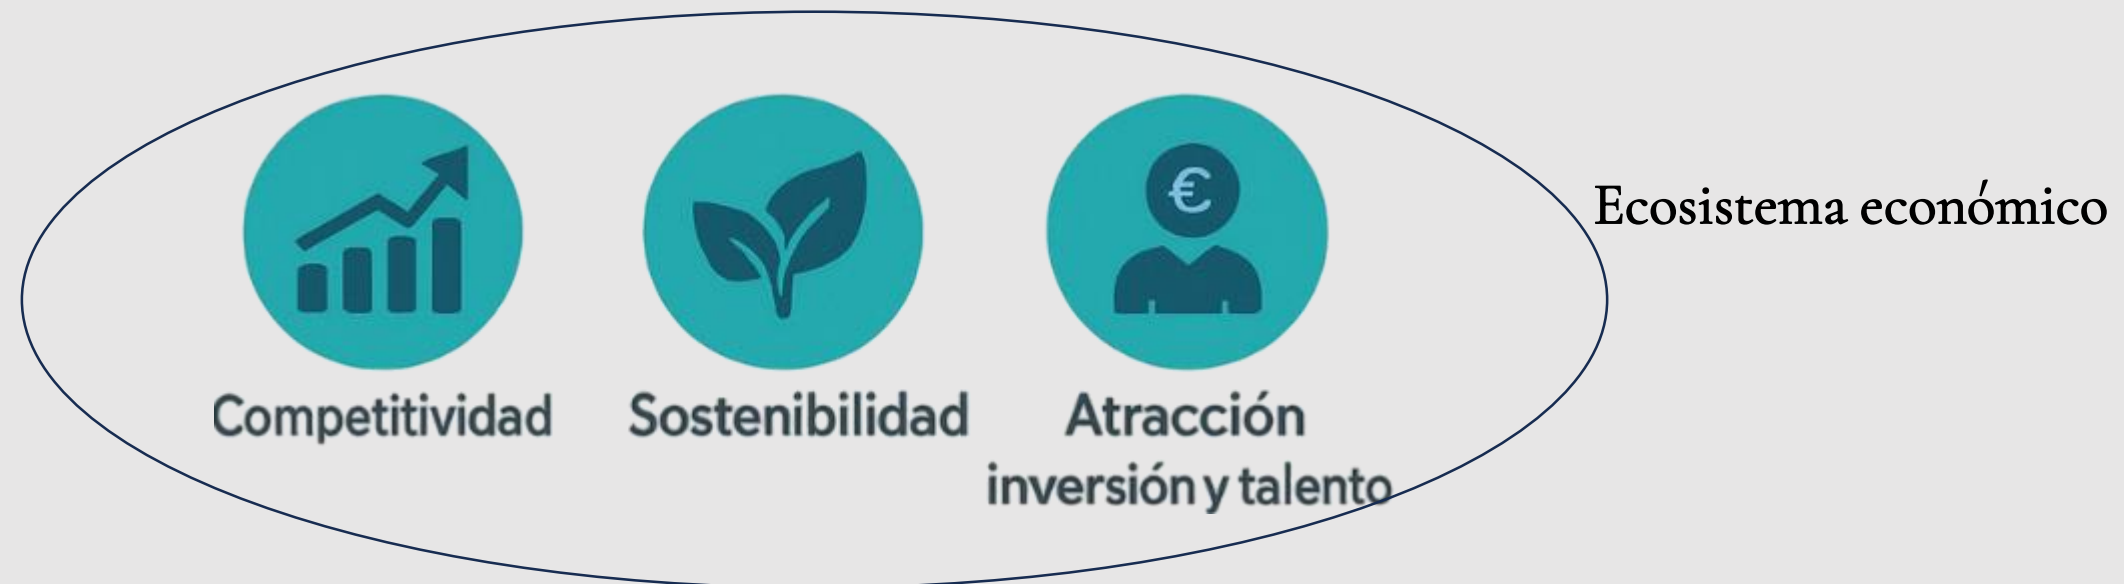 Ecosistema económico
€
Competitividad
Sostenibilidad
Atracción
inversión y talento